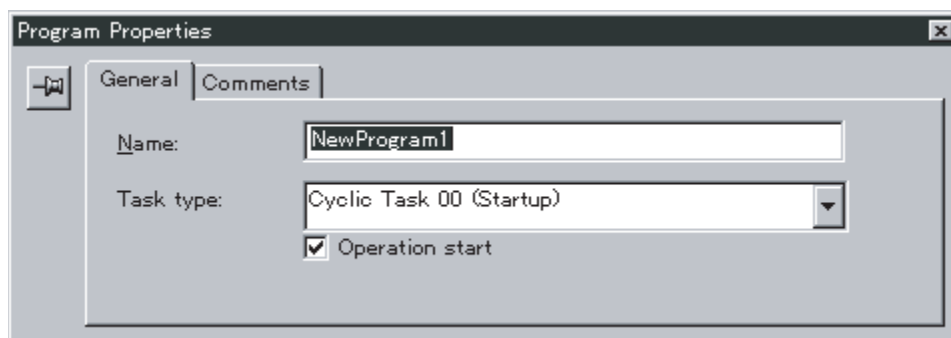 Program Properties
General
Comments
Name:
NewProgram1
Task type:
Cyclic Task 00 (Startup)
Operation start